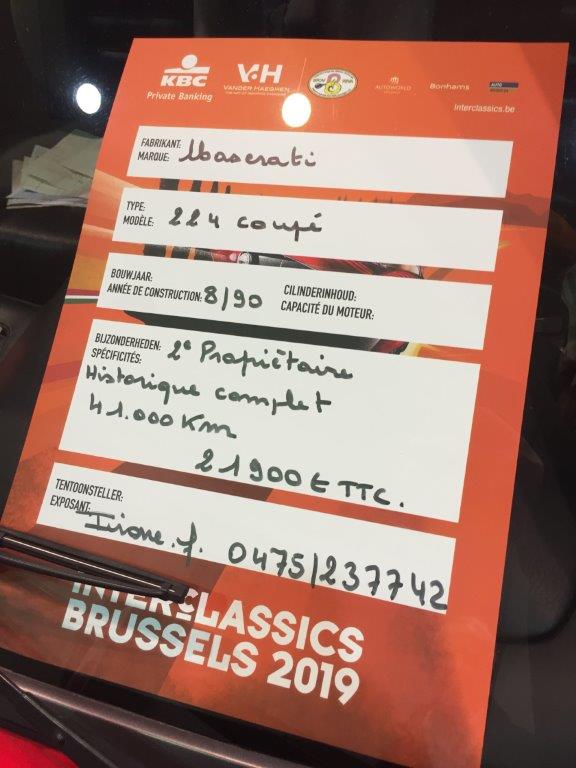 KBC
Private Banking
VDH
VANDER HAEGHEN
AUTOWORLD
Bonhams
Interclassics.be
FABRIKANT:
MARQUE: Maserati
TYPE:
MODÈLE: 224 coupé
BOUWJAAR:
ANNÉE DE CONSTRUCTION: 8/90
CILINDERINHOUD:
CAPACITÉ DU MOTEUR:
BIJZONDERHEDEN:
SPÉCIFICITÉS: 2e Propriétaire
Historique complet
41.000 Km
21900 € TTC.
TENTOONSTELLER:
EXPOSANT: 0475/237742
INTERCLASSICS
BRUSSELS 2019